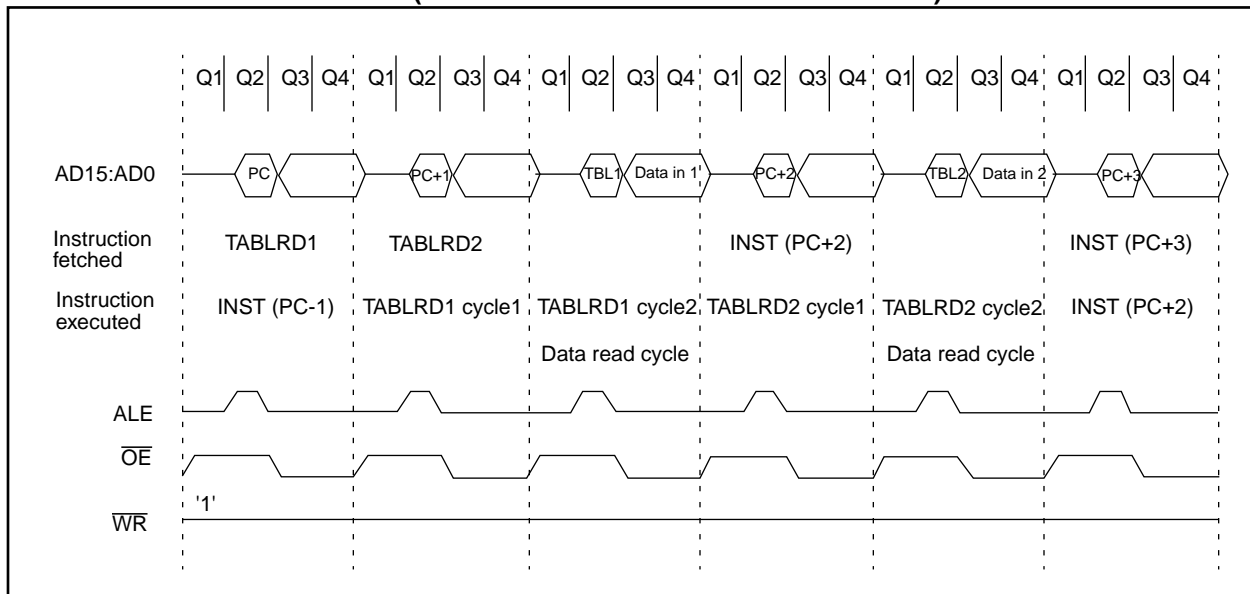 Q1 Q2 Q3 Q4 Q1 Q2 Q3 Q4 Q1 Q2 Q3 Q4 Q1 Q2 Q3 Q4 Q1 Q2 Q3 Q4 Q1 Q2 Q3 Q4
AD15:AD0 PC PC+1 TBL1 Data in 1' PC+2 TBL2 Data in 2 PC+3
Instruction fetched TABLRD1 TABLRD2 INST (PC+2) INST (PC+3)
Instruction executed INST (PC-1) TABLRD1 cycle1 TABLRD1 cycle2 TABLRD2 cycle1 TABLRD2 cycle2 INST (PC+2)
Data read cycle Data read cycle
ALE
OE
'1'
WR